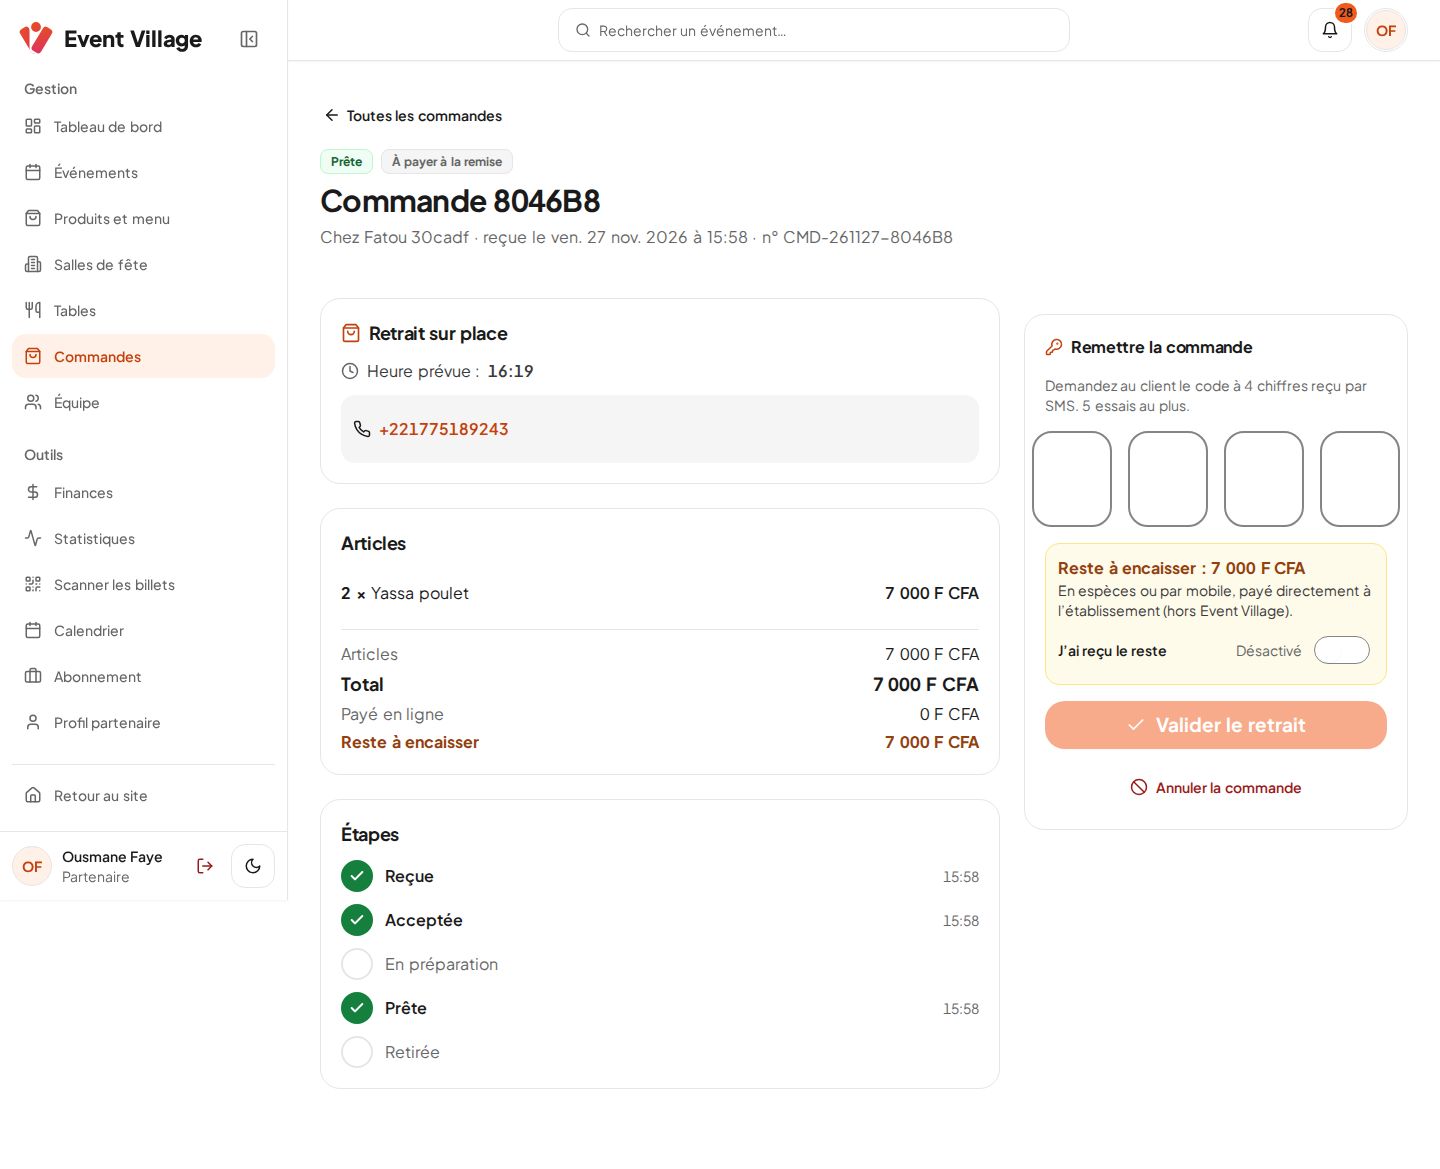 Event Village
Gestion
Tableau de bord
Événements
Produits et menu
Salles de fête
Tables
Commandes
Équipe
Outils
Finances
Statistiques
Scanner les billets
Calendrier
Abonnement
Profil partenaire
Retour au site
OF
Ousmane Faye
Partenaire
Rechercher un événement…
28
OF
Toutes les commandes
Prête
À payer à la remise
Commande 8046B8
Chez Fatou 30cadf · reçue le ven. 27 nov. 2026 à 15:58 · n° CMD-261127-8046B8
Retrait sur place
Heure prévue : 16:19
+221775189243
Articles
2 × Yassa poulet 7 000 F CFA
Articles 7 000 F CFA
Total 7 000 F CFA
Payé en ligne 0 F CFA
Reste à encaisser 7 000 F CFA
Étapes
Reçue 15:58
Acceptée 15:58
En préparation
Prête 15:58
Retirée
Remettre la commande
Demandez au client le code à 4 chiffres reçu par
SMS. 5 essais au plus.
Reste à encaisser : 7 000 F CFA
En espèces ou par mobile, payé directement à
l’établissement (hors Event Village).
J’ai reçu le reste Désactivé
Valider le retrait
Annuler la commande